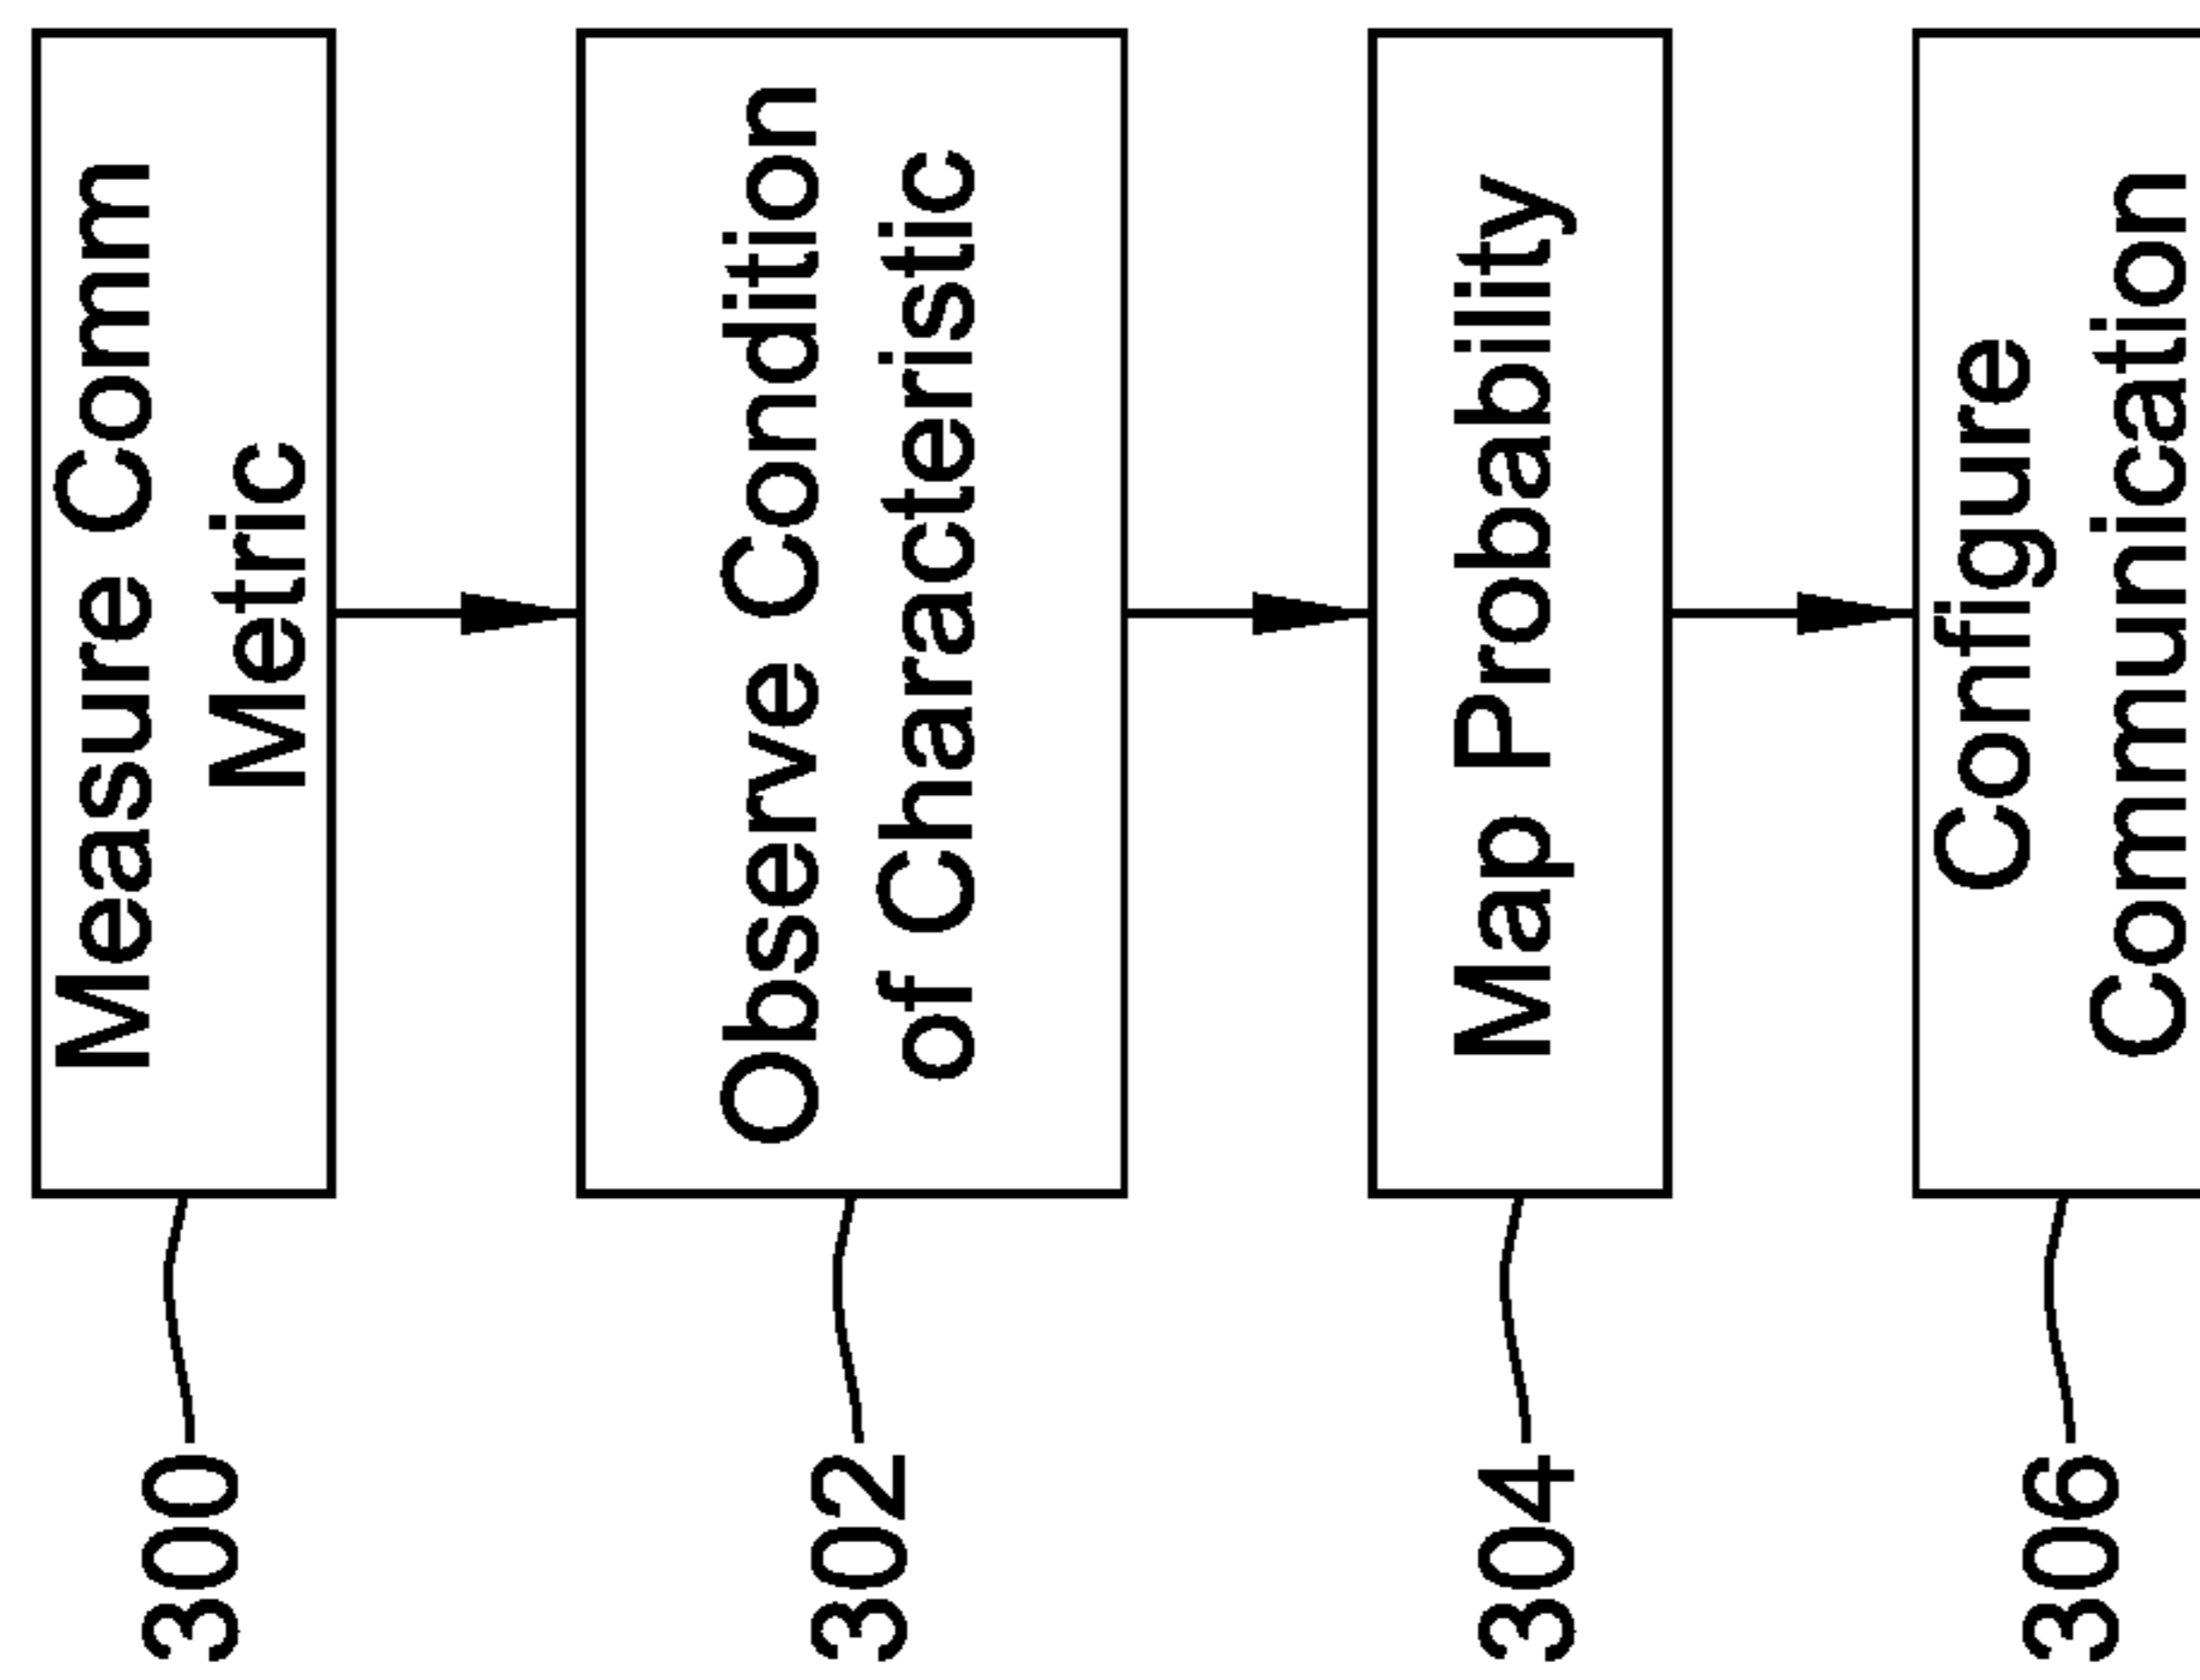 300
Measure Comm
Metric
302
Observe Condition
of Characteristic
304
Map Probability
306
Configure
Communication